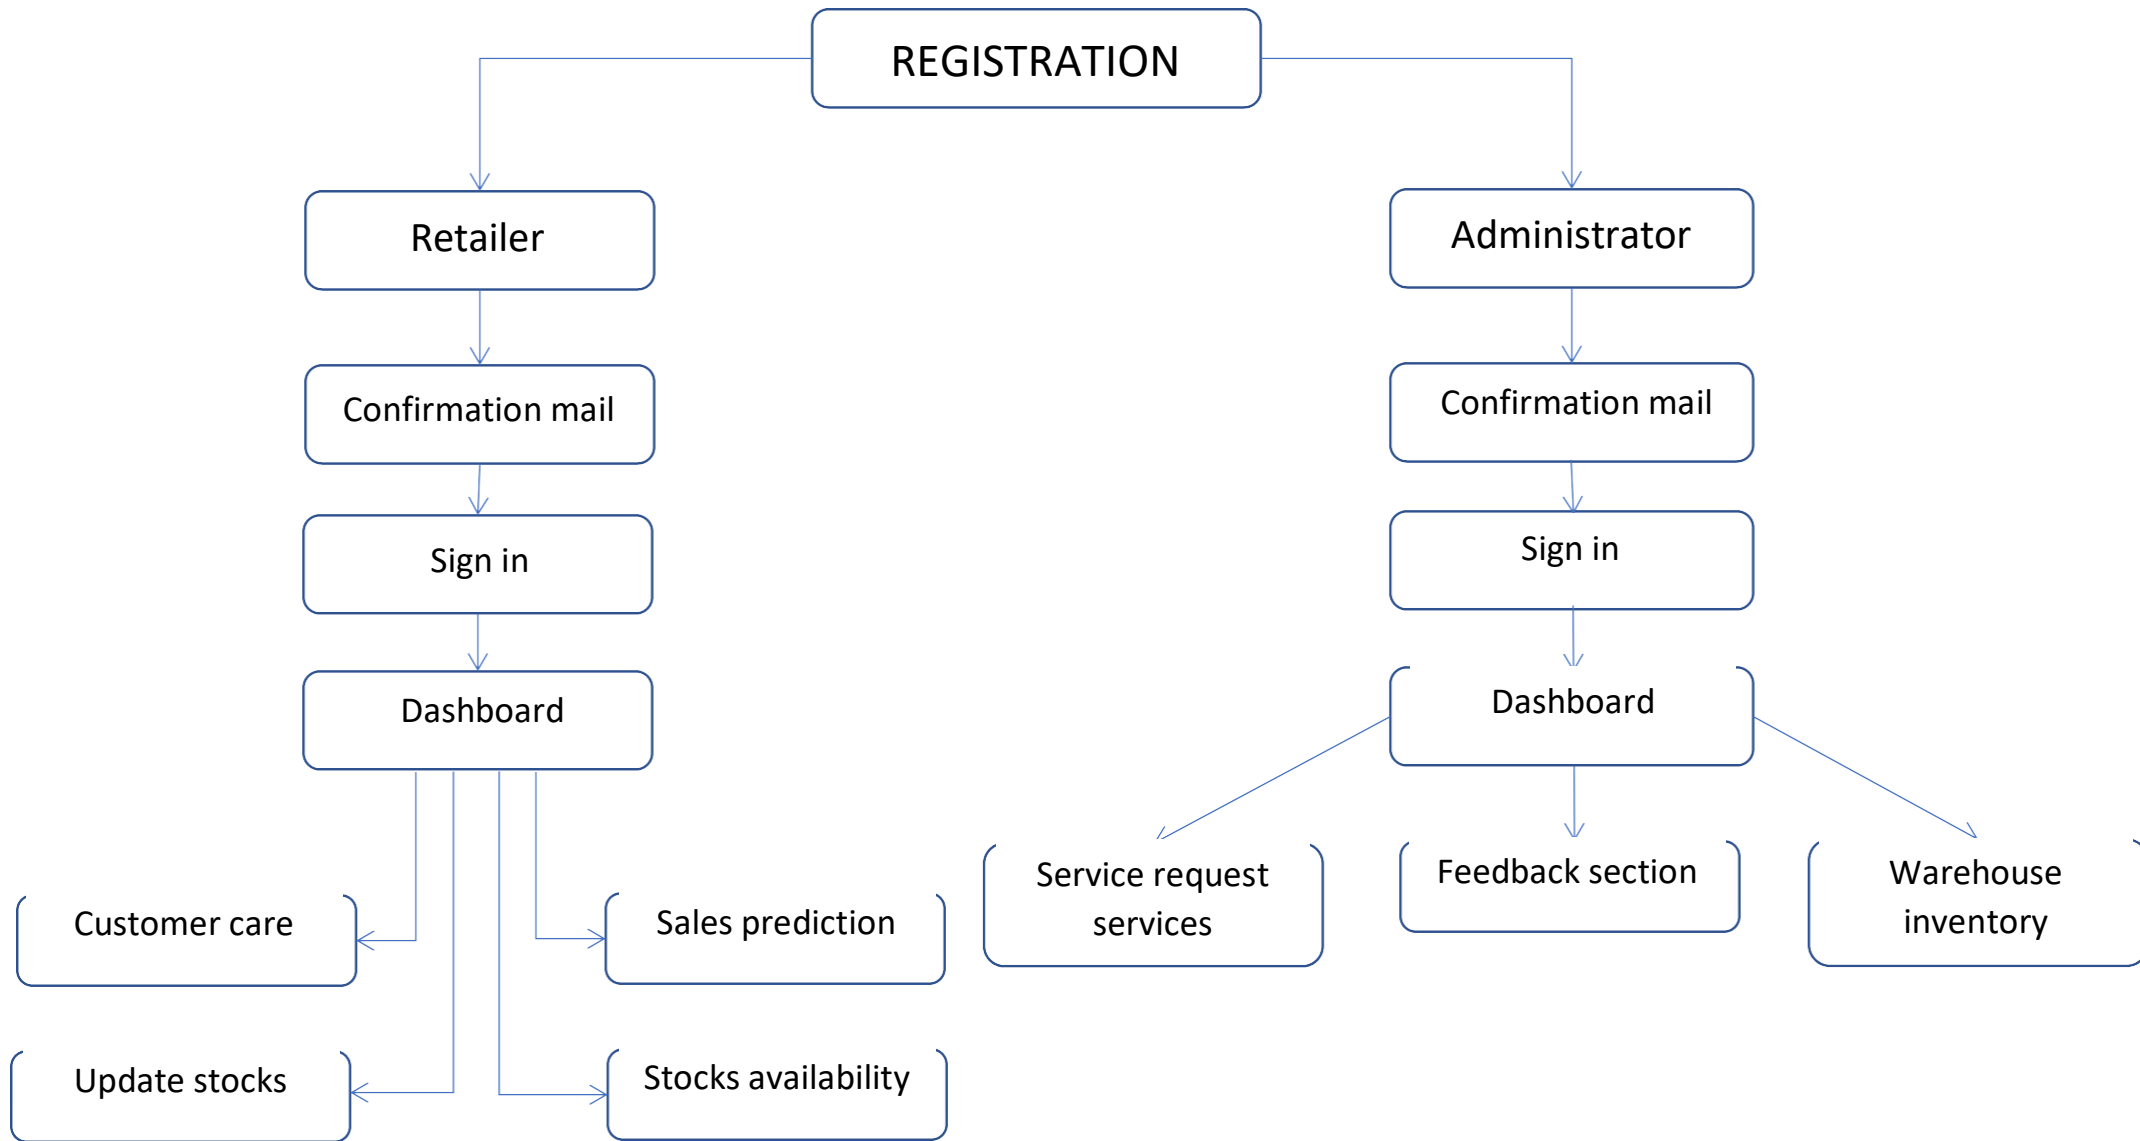 REGISTRATION
Retailer
Administrator
Confirmation mail
Confirmation mail
Sign in
Sign in
Dashboard
Dashboard
Customer care
Sales prediction
Service request
services
Feedback section
Warehouse
inventory
Update stocks
Stocks availability